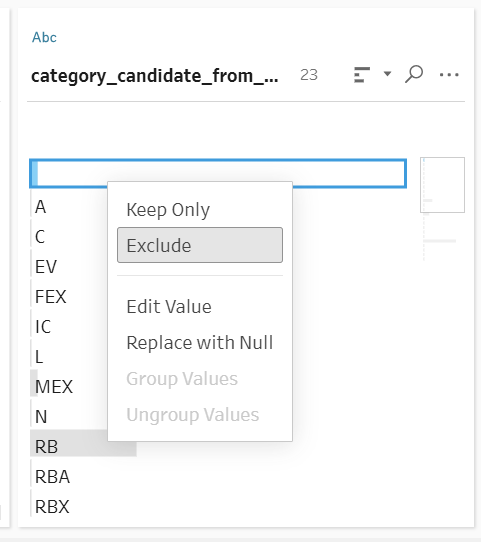 Abc
category_candidate_from_... 23
Keep Only
A
Exclude
C
EV
FEX
Edit Value
IC
Replace with Null
L
Group Values
MEX
Ungroup Values
N
RB
RBA
RBX